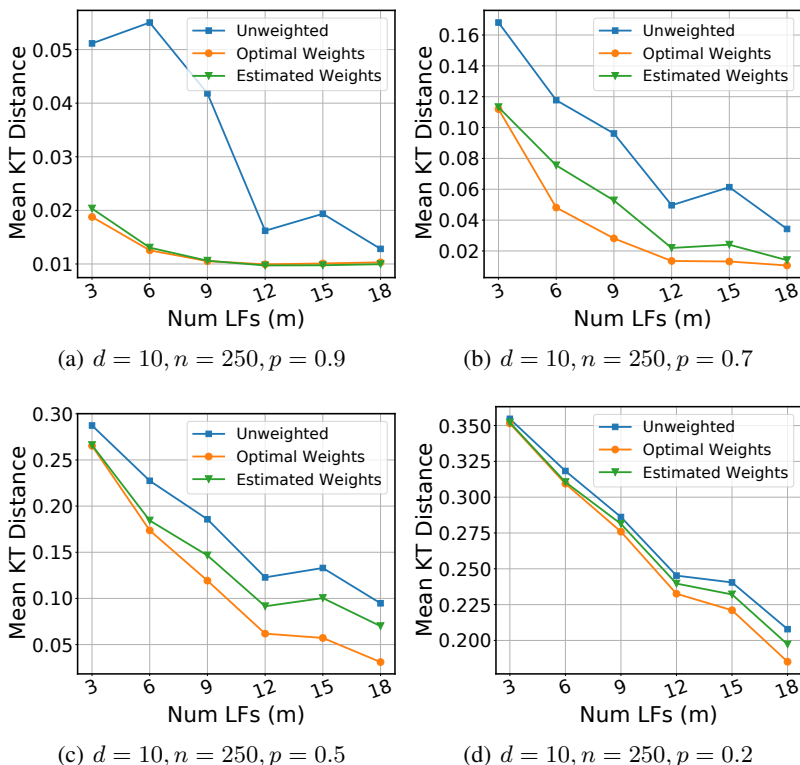 Mean KT Distance
0.05
0.04
0.03
0.02
0.01
Unweighted
Optimal Weights
Estimated Weights
3 6 9 12 15 18
Num LFs (m)
(a) d = 10, n = 250, p = 0.9
Mean KT Distance
0.16
0.14
0.12
0.10
0.08
0.06
0.04
0.02
Unweighted
Optimal Weights
Estimated Weights
3 6 9 12 15 18
Num LFs (m)
(b) d = 10, n = 250, p = 0.7
Mean KT Distance
0.30
0.25
0.20
0.15
0.10
0.05
Unweighted
Optimal Weights
Estimated Weights
3 6 9 12 15 18
Num LFs (m)
(c) d = 10, n = 250, p = 0.5
Mean KT Distance
0.350
0.325
0.300
0.275
0.250
0.225
0.200
Unweighted
Optimal Weights
Estimated Weights
3 6 9 12 15 18
Num LFs (m)
(d) d = 10, n = 250, p = 0.2